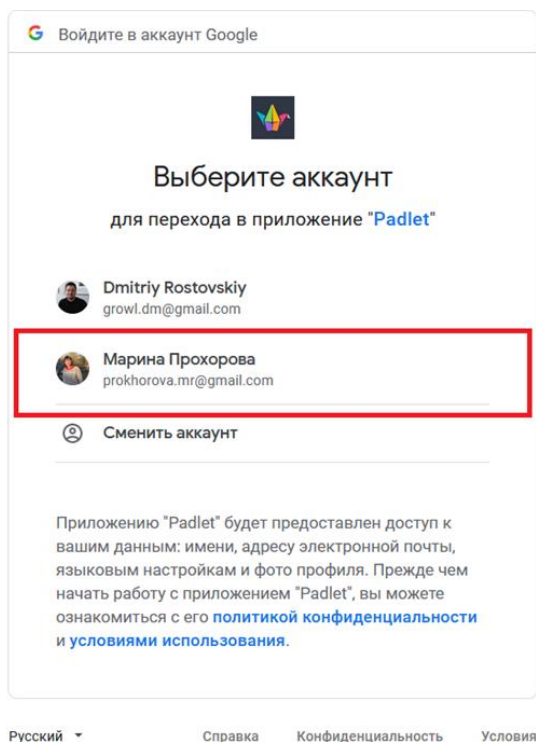 Войдите в аккаунт Google
Выберите аккаунт
для перехода в приложение "Padlet"
Dmitriy Rostovskiy
growl.dm@gmail.com
Марина Прохорова
prokhorova.mr@gmail.com
Сменить аккаунт
Приложению "Padlet" будет предоставлен доступ к
вашим данным: имени, адресу электронной почты,
языковым настройкам и фото профиля. Прежде чем
начать работу с приложением "Padlet", вы можете
ознакомиться с его политикой конфиденциальности
и условиями использования.
Русский Справка Конфиденциальность Условия